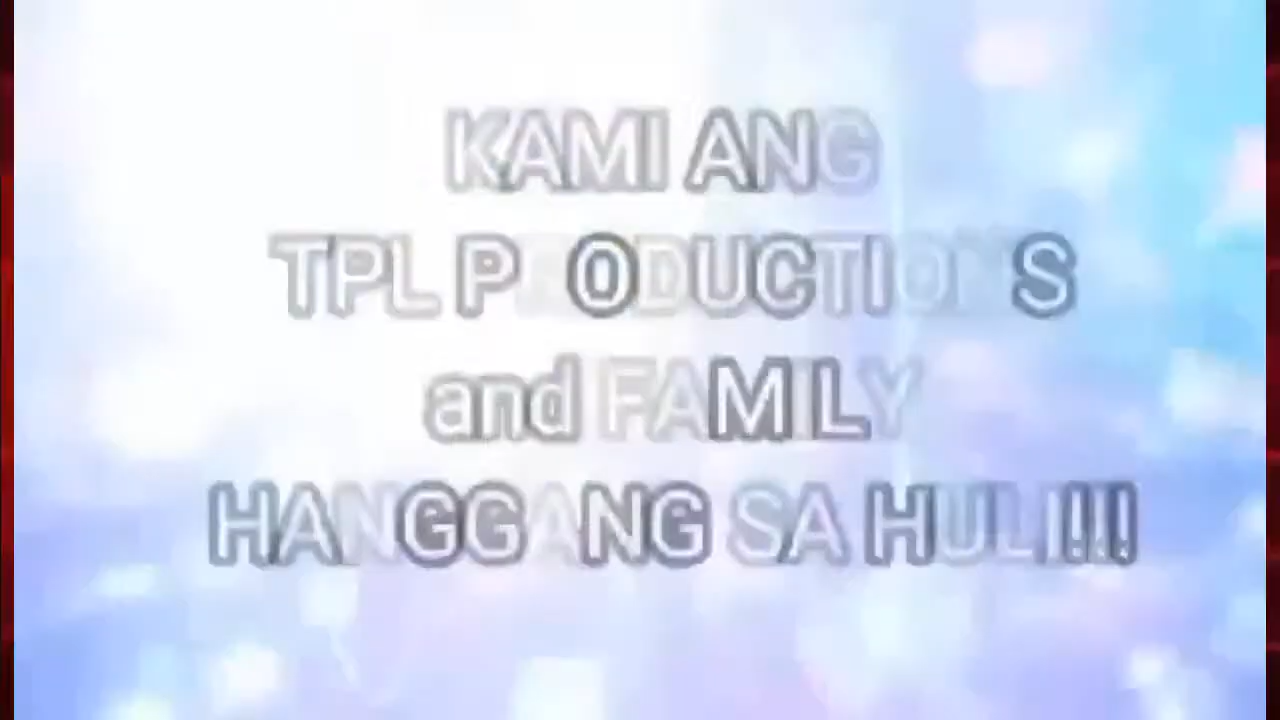 KAMI ANG
TPL PRODUCTIONS
and FAMILY
HANGGANG SA HULI!!!